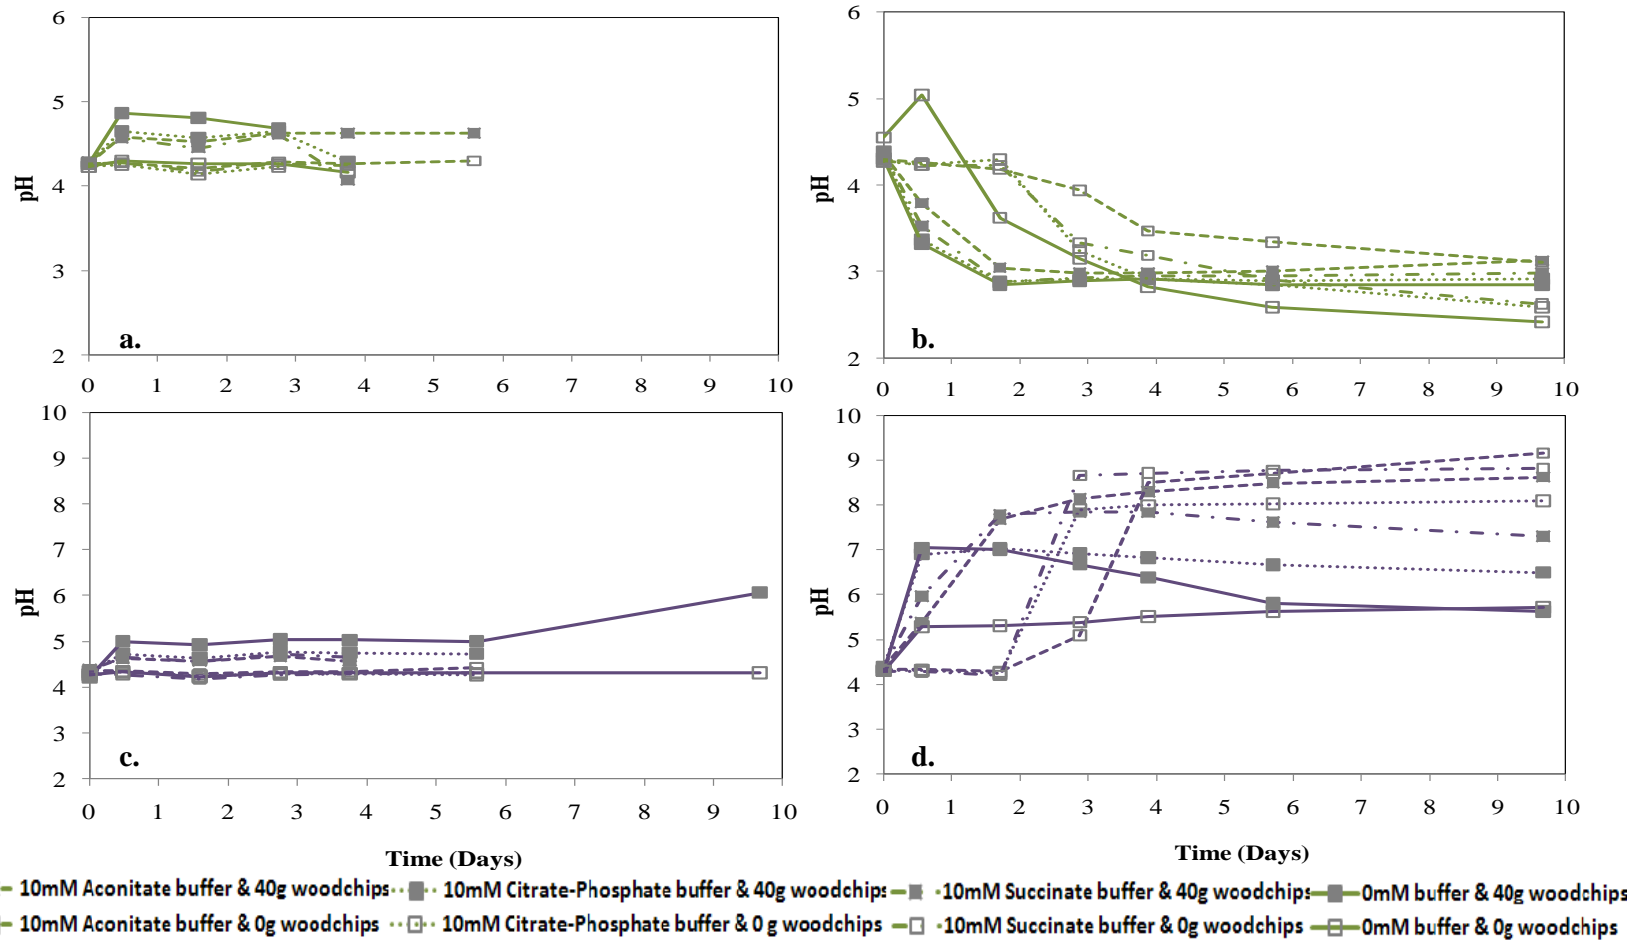 6
5
4
3
2
pH
a.
0 1 2 3 4 5 6 7 8 9 10
6
5
4
3
2
pH
b.
0 1 2 3 4 5 6 7 8 9 10
10
9
8
7
6
5
4
3
2
pH
c.
0 1 2 3 4 5 6 7 8 9 10
Time (Days)
10
9
8
7
6
5
4
3
2
pH
d.
0 1 2 3 4 5 6 7 8 9 10
Time (Days)
10mM Aconitate buffer & 40g woodchips 10mM Citrate-Phosphate buffer & 40g woodchips 10mM Succinate buffer & 40g woodchips 0mM buffer & 40g woodchips
10mM Aconitate buffer & 0g woodchips 10mM Citrate-Phosphate buffer & 0 g woodchips 10mM Succinate buffer & 0g woodchips 0mM buffer & 0g woodchips